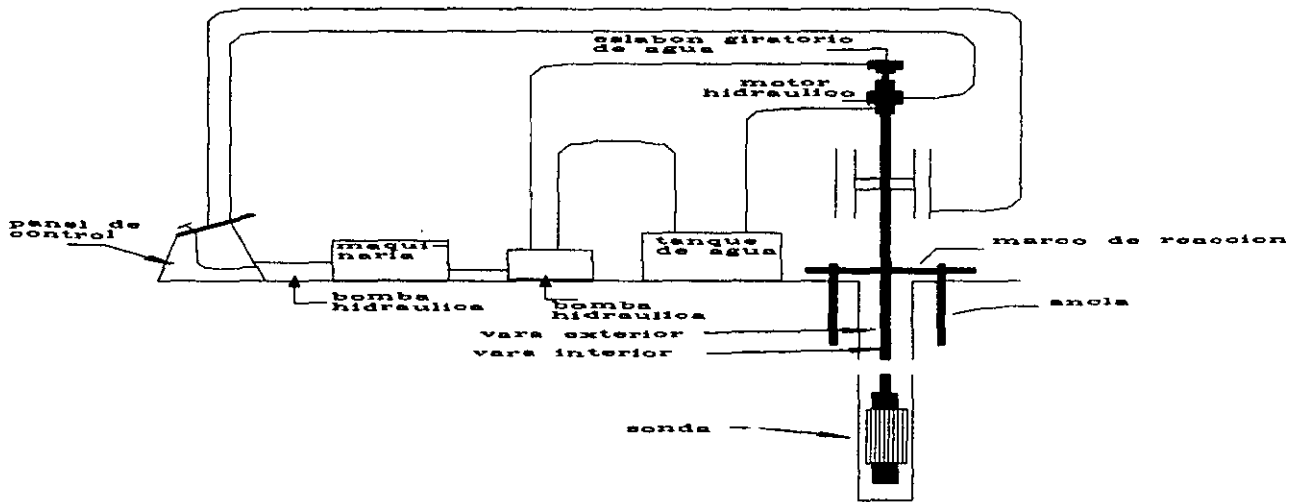 eslabon giratorio
de agua
motor
hidraulico
panel de
control
maqui
naria
tanque
de agua
marco de reaccion
bomba
hidraulica
bomba
hidraulica
ancla
vara exterior
vara interior
sonda